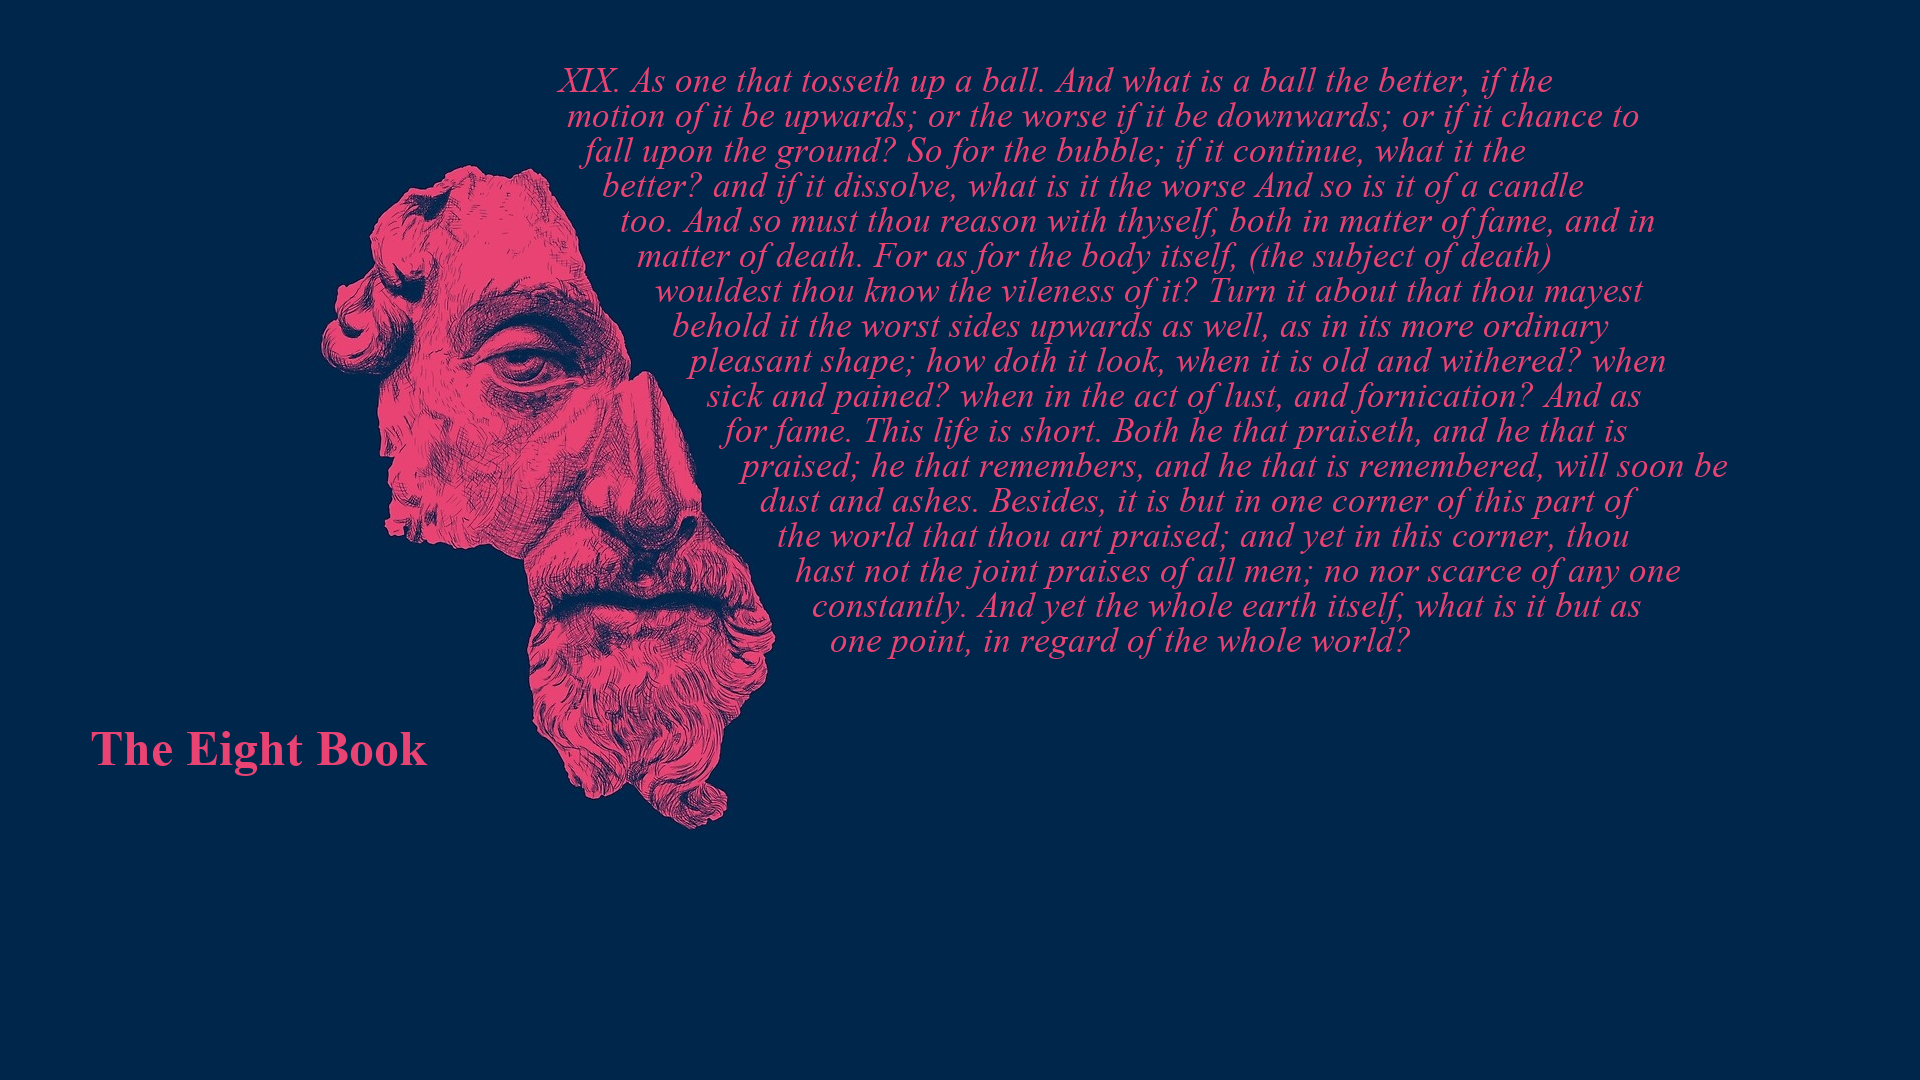 XIX. As one that tosseth up a ball. And what is a ball the better, if the
motion of it be upwards; or the worse if it be downwards; or if it chance to
fall upon the ground? So for the bubble; if it continue, what it the
better? and if it dissolve, what is it the worse And so is it of a candle
too. And so must thou reason with thyself, both in matter of fame, and in
matter of death. For as for the body itself, (the subject of death)
wouldest thou know the vileness of it? Turn it about that thou mayest
behold it the worst sides upwards as well, as in its more ordinary
pleasant shape; how doth it look, when it is old and withered? when
sick and pained? when in the act of lust, and fornication? And as
for fame. This life is short. Both he that praiseth, and he that is
praised; he that remembers, and he that is remembered, will soon be
dust and ashes. Besides, it is but in one corner of this part of
the world that thou art praised; and yet in this corner, thou
hast not the joint praises of all men; no nor scarce of any one
constantly. And yet the whole earth itself, what is it but as
one point, in regard of the whole world?
The Eight Book